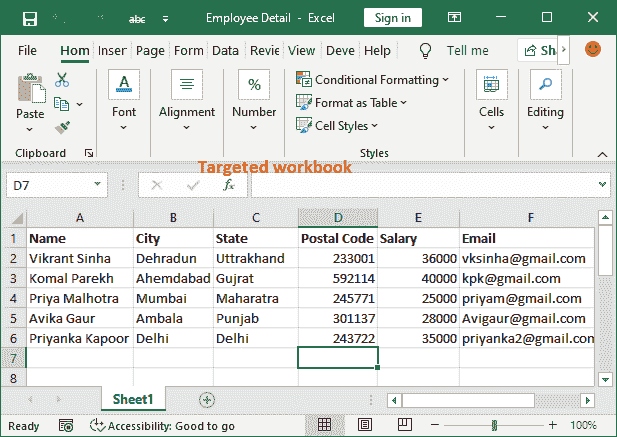 abc Employee Detail - Excel Sign in
File Hom Inser Page Form Data Revie View Deve Help Tell me Sha
Paste Font Alignment Number Conditional Formatting Cells Editing
%
Format as Table
Cell Styles
Clipboard Styles
Targeted workbook
D7 fx
A B C D E F
1 Name City State Postal Code Salary Email
2 Vikrant Sinha Dehradun Uttrakhand 233001 36000 vksinha@gmail.com
3 Komal Parekh Ahemdabad Gujrat 592114 40000 kpk@gmail.com
4 Priya Malhotra Mumbai Maharatra 245771 25000 priyam@gmail.com
5 Avika Gaur Ambala Punjab 301137 28000 Avigaur@gmail.com
6 Priyanka Kapoor Delhi Delhi 243722 35000 priyanka2@gmail.com
7
8
Sheet1
Ready Accessibility: Good to go 100%